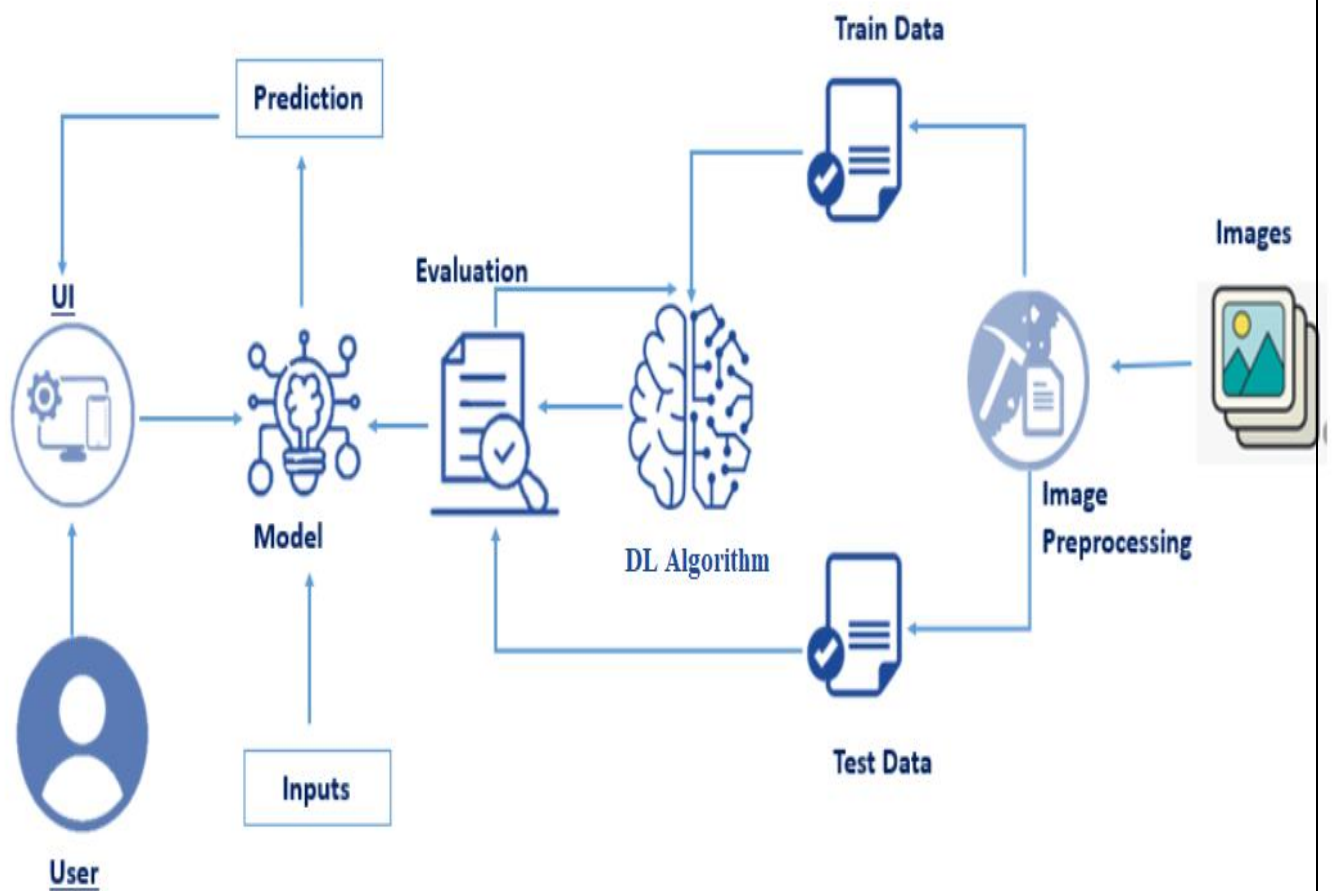 Train Data
Prediction
Images
UI
Evaluation
Model
DL Algorithm
Image
Preprocessing
Inputs
Test Data
User